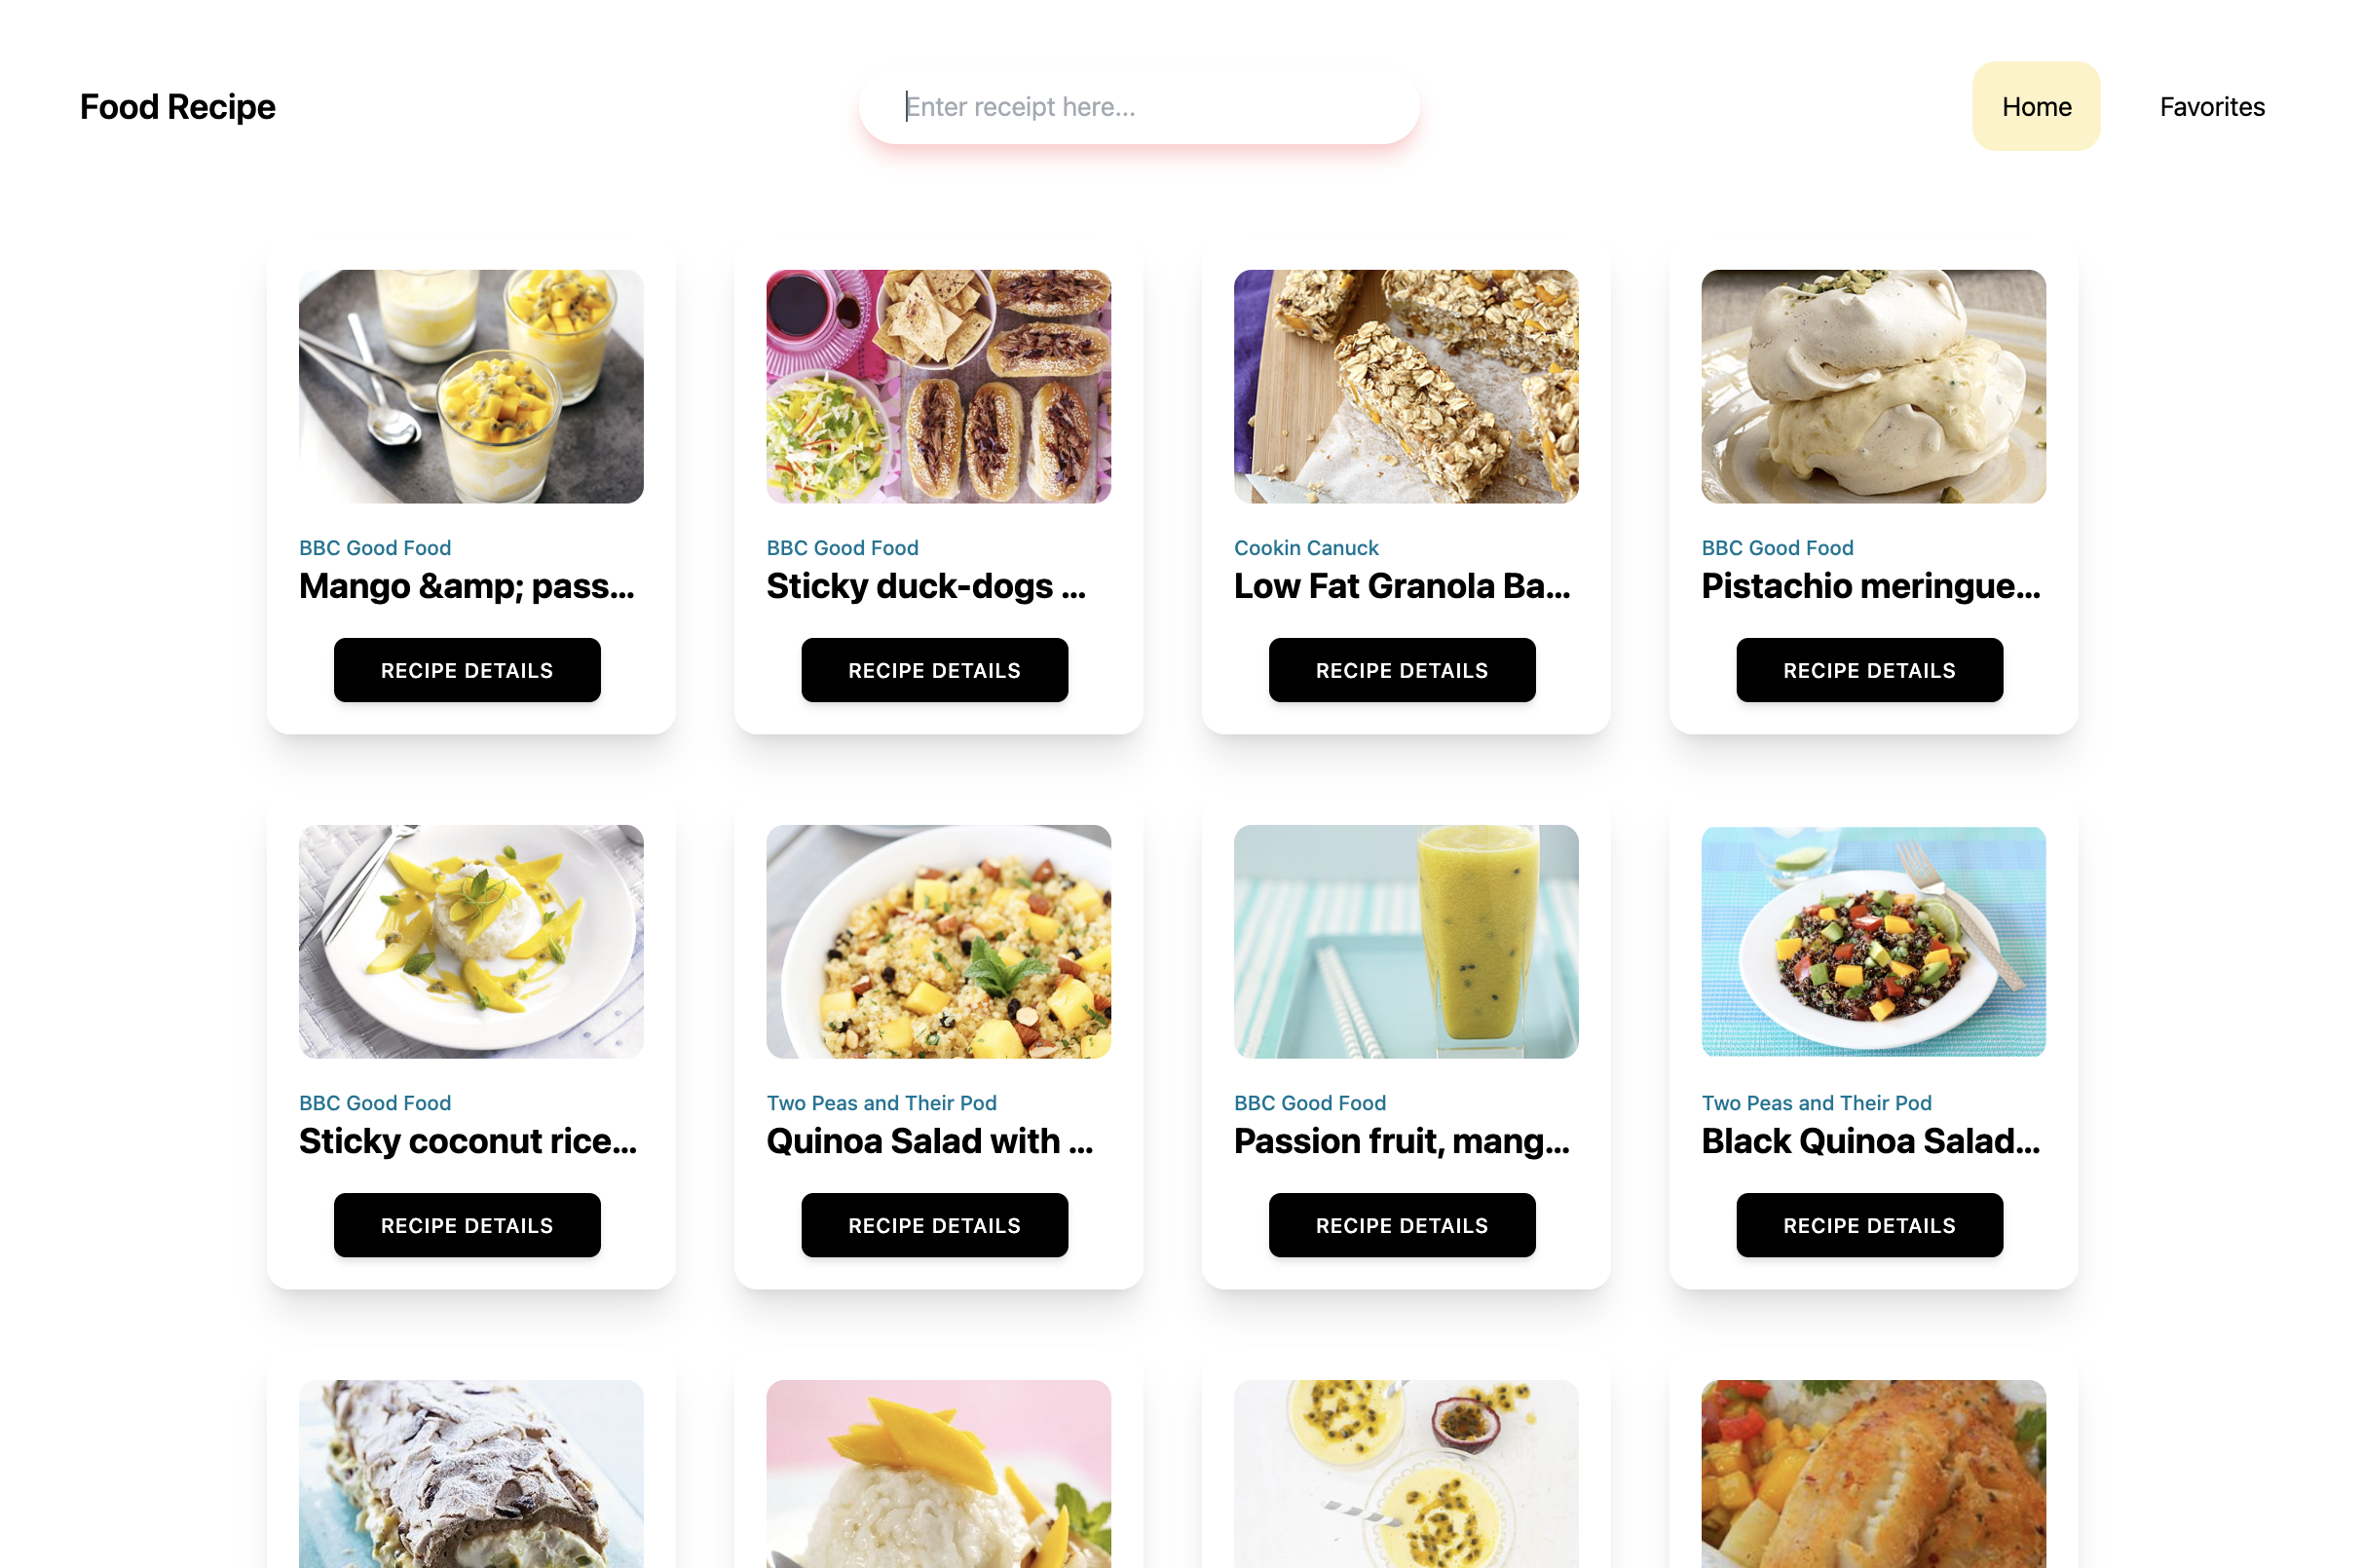 Food Recipe
Enter receipt here...
Home
Favorites
BBC Good Food
Mango &amp;amp; pass...
RECIPE DETAILS
BBC Good Food
Sticky duck-dogs ...
RECIPE DETAILS
Cookin Canuck
Low Fat Granola Ba...
RECIPE DETAILS
BBC Good Food
Pistachio meringue...
RECIPE DETAILS
BBC Good Food
Sticky coconut rice...
RECIPE DETAILS
Two Peas and Their Pod
Quinoa Salad with ...
RECIPE DETAILS
BBC Good Food
Passion fruit, mang...
RECIPE DETAILS
Two Peas and Their Pod
Black Quinoa Salad...
RECIPE DETAILS